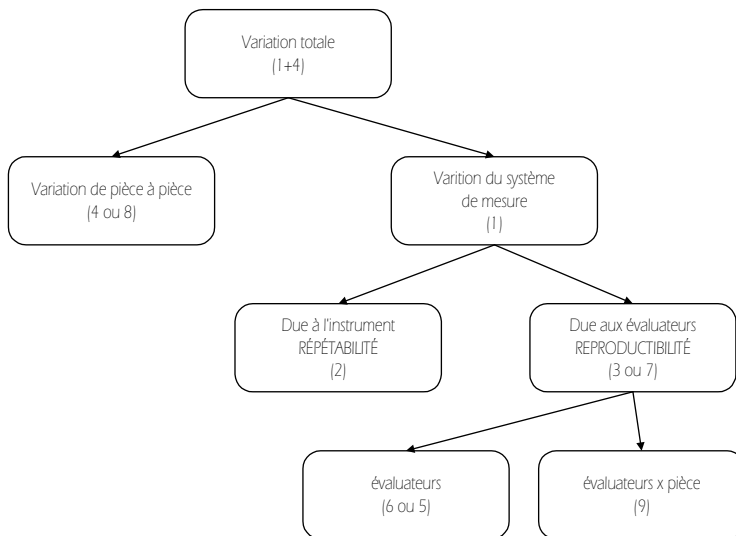 Variation totale
(1+4)
Variation de pièce à pièce
(4 ou 8)
Varition du système
de mesure
(1)
Due à l'instrument
RÉPÉTABILITÉ
(2)
Due aux évaluateurs
REPRODUCTIBILITÉ
(3 ou 7)
évaluateurs
(6 ou 5)
évaluateurs x pièce
(9)